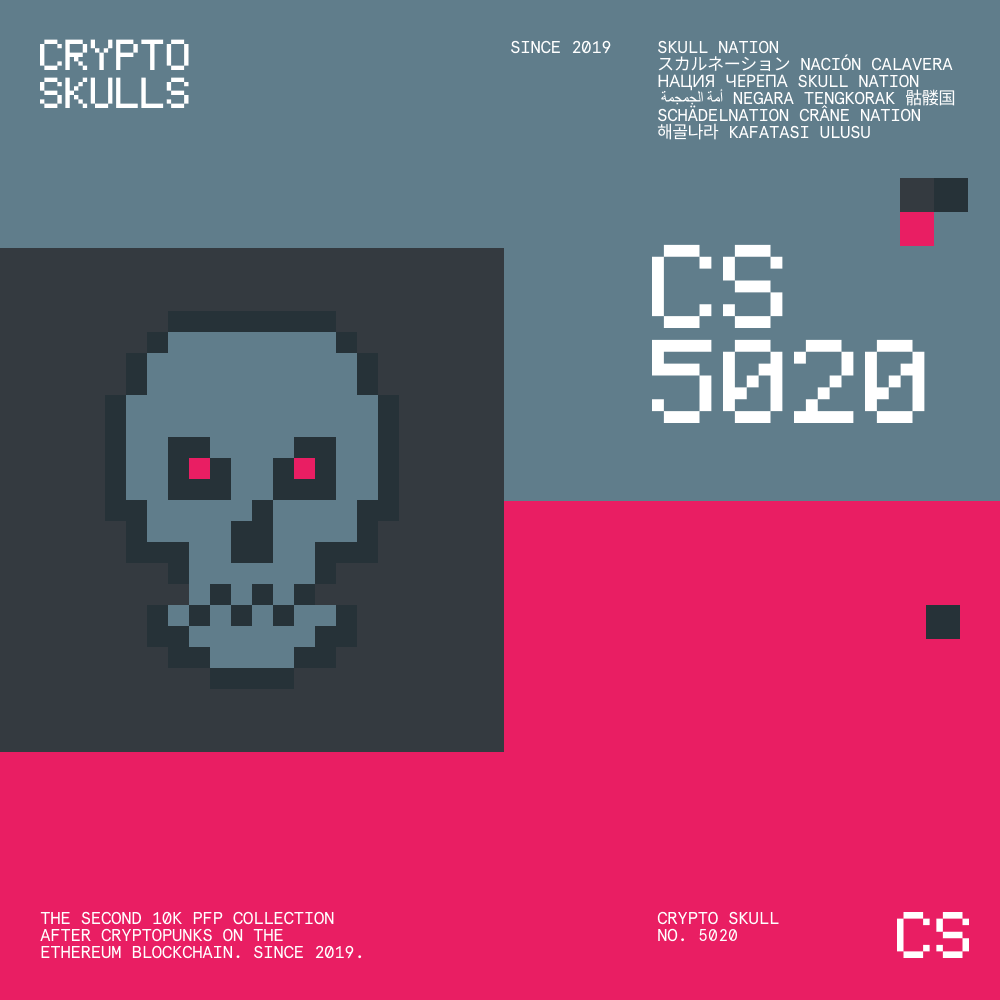 CRYPTO
SKULLS
SINCE 2019
SKULL NATION
スカルネーション NACIÓN CALAVERA
НАЦИЯ ЧЕРЕПА SKULL NATION
أمة الجمجمة NEGARA TENGKORAK 骷髅国
SCHÄDELNATION CRÂNE NATION
해골나라 KAFATASI ULUSU
CS
5020
THE SECOND 10K PFP COLLECTION
AFTER CRYPTOPUNKS ON THE
ETHEREUM BLOCKCHAIN. SINCE 2019.
CRYPTO SKULL
NO. 5020
CS